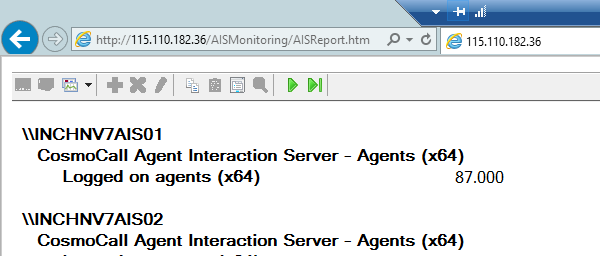 http://115.110.182.36/AISMonitoring/AISReport.htm
115.110.182.36
\\INCHNV7AIS01
CosmoCall Agent Interaction Server - Agents (x64)
Logged on agents (x64) 87.000
\\INCHNV7AIS02
CosmoCall Agent Interaction Server - Agents (x64)